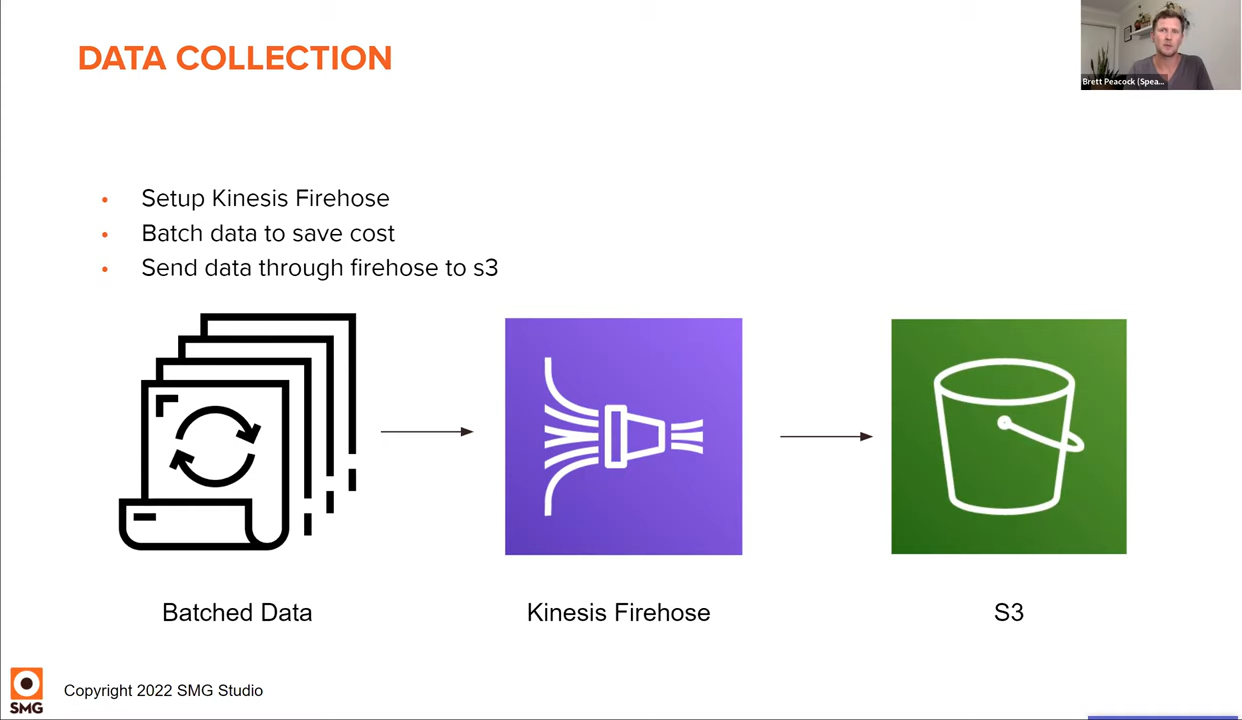 DATA COLLECTION
Brett Peacock (Spea...
• Setup Kinesis Firehose
• Batch data to save cost
• Send data through firehose to s3
Batched Data
Kinesis Firehose
S3
SMG
Copyright 2022 SMG Studio